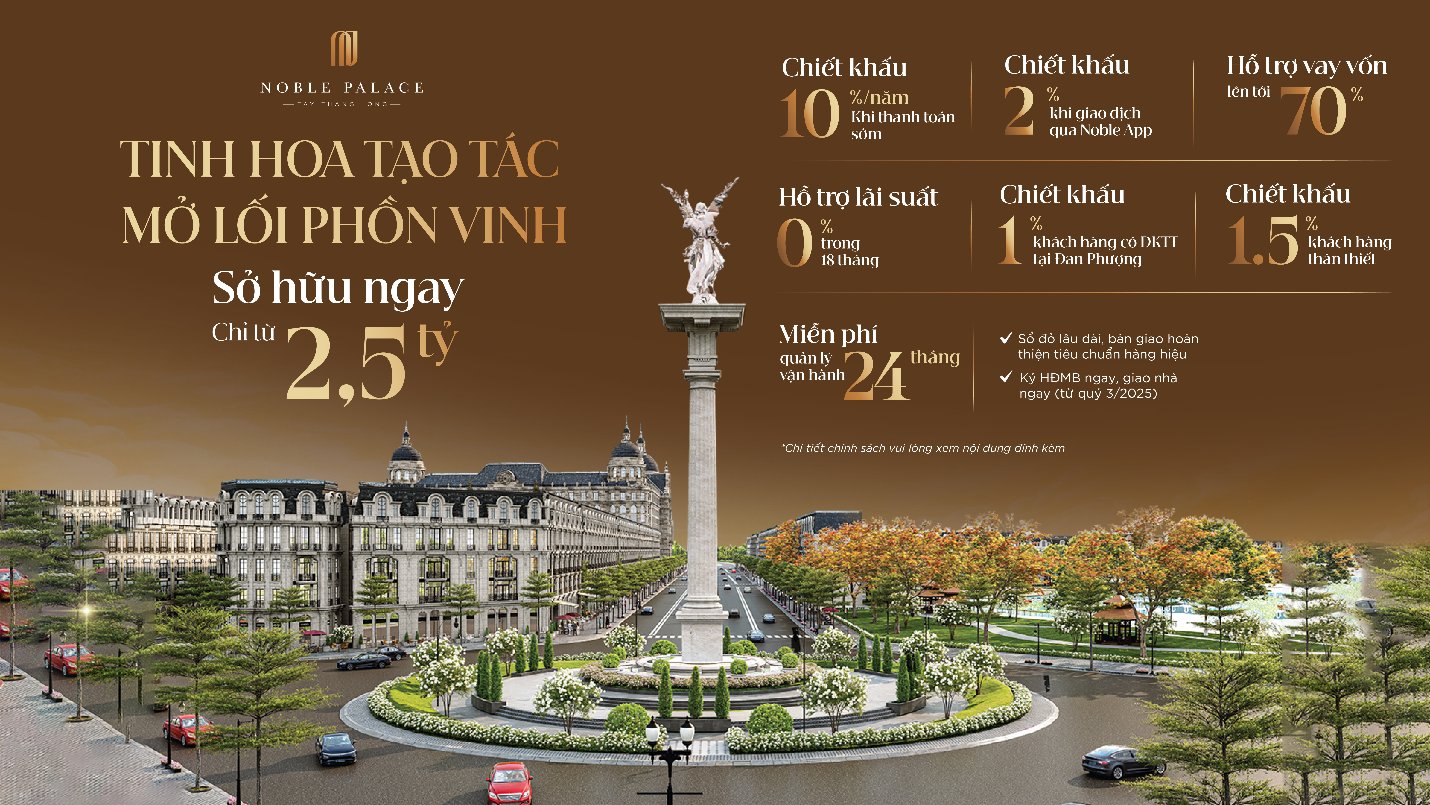 NOBLE PALACE
TAY THANG LONG
TINH HOA TẠO TÁC
MỞ LỐI PHỒN VINH
Sở hữu ngay
Chỉ từ 2,5 tỷ
Chiết khấu
10 %/năm
Khi thanh toán
sớm
Chiết khấu
2 %
khi giao dịch
qua Noble App
Hỗ trợ vay vốn
lên tới 70 %
Hỗ trợ lãi suất
0 %
trong
18 tháng
Chiết khấu
1 %
khách hàng có DKTT
tại Đan Phượng
Chiết khấu
1.5 %
khách hàng
thân thiết
Miễn phí
quản lý
vận hành 24 tháng
Sổ đỏ lâu dài, bàn giao hoàn
thiện tiêu chuẩn hàng hiệu
Ký HĐMB ngay, giao nhà
ngay (từ quý 3/2025)
*Chi tiết chính sách vui lòng xem nội dung đính kèm